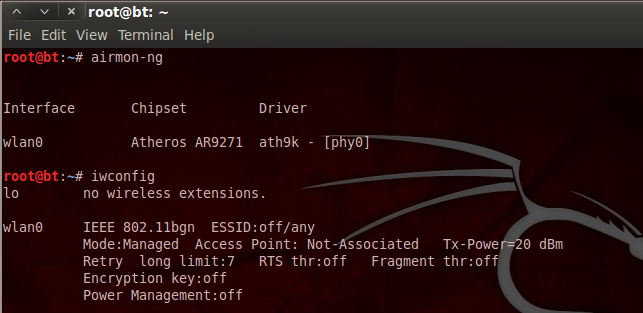 root@bt: ~
File Edit View Terminal Help
root@bt:~# airmon-ng
Interface Chipset Driver
wlan0 Atheros AR9271 ath9k - [phy0]
root@bt:~# iwconfig
lo no wireless extensions.
wlan0 IEEE 802.11bgn ESSID:off/any
Mode:Managed Access Point: Not-Associated Tx-Power=20 dBm
Retry long limit:7 RTS thr:off Fragment thr:off
Encryption key:off
Power Management:off